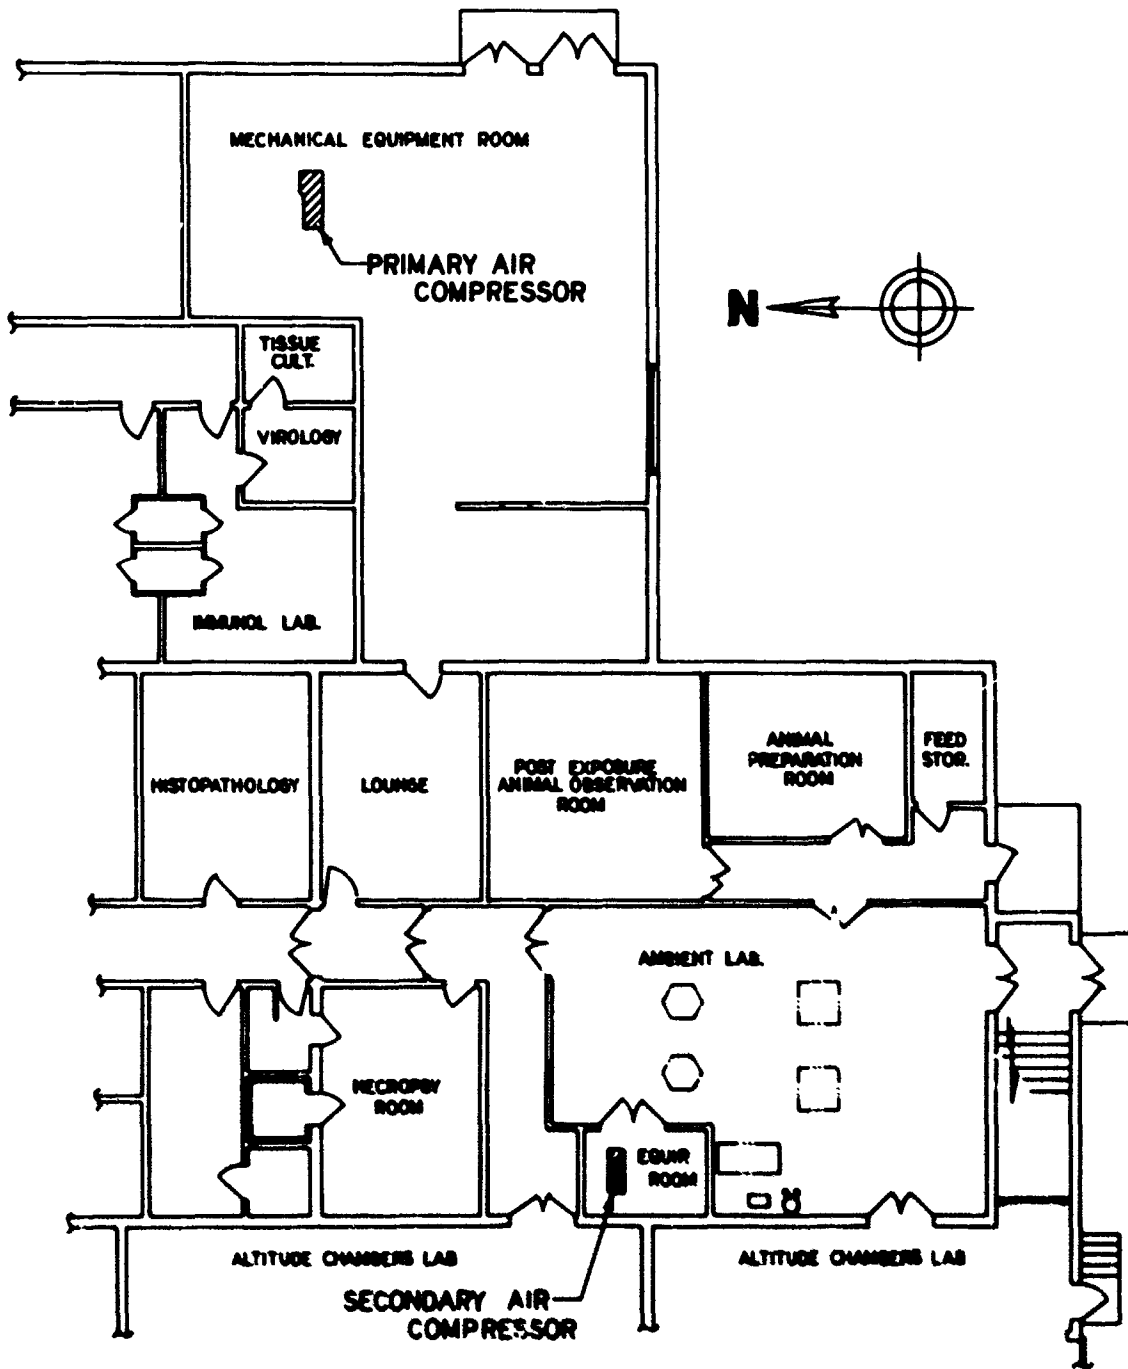 MECHANICAL EQUIPMENT ROOM
PRIMARY AIR
COMPRESSOR
N
TISSUE
CULT.
VIROLOGY
IMMUNOL LAB.
HISTOPATHOLOGY
LOUNGE
POST EXPOSURE
ANIMAL OBSERVATION
ROOM
ANIMAL
PREPARATION
ROOM
FEED
STOR.
AMBIENT LAB.
NECROPSY
ROOM
EQUIP.
ROOM
ALTITUDE CHAMBERS LAB
ALTITUDE CHAMBERS LAB
SECONDARY AIR
COMPRESSOR